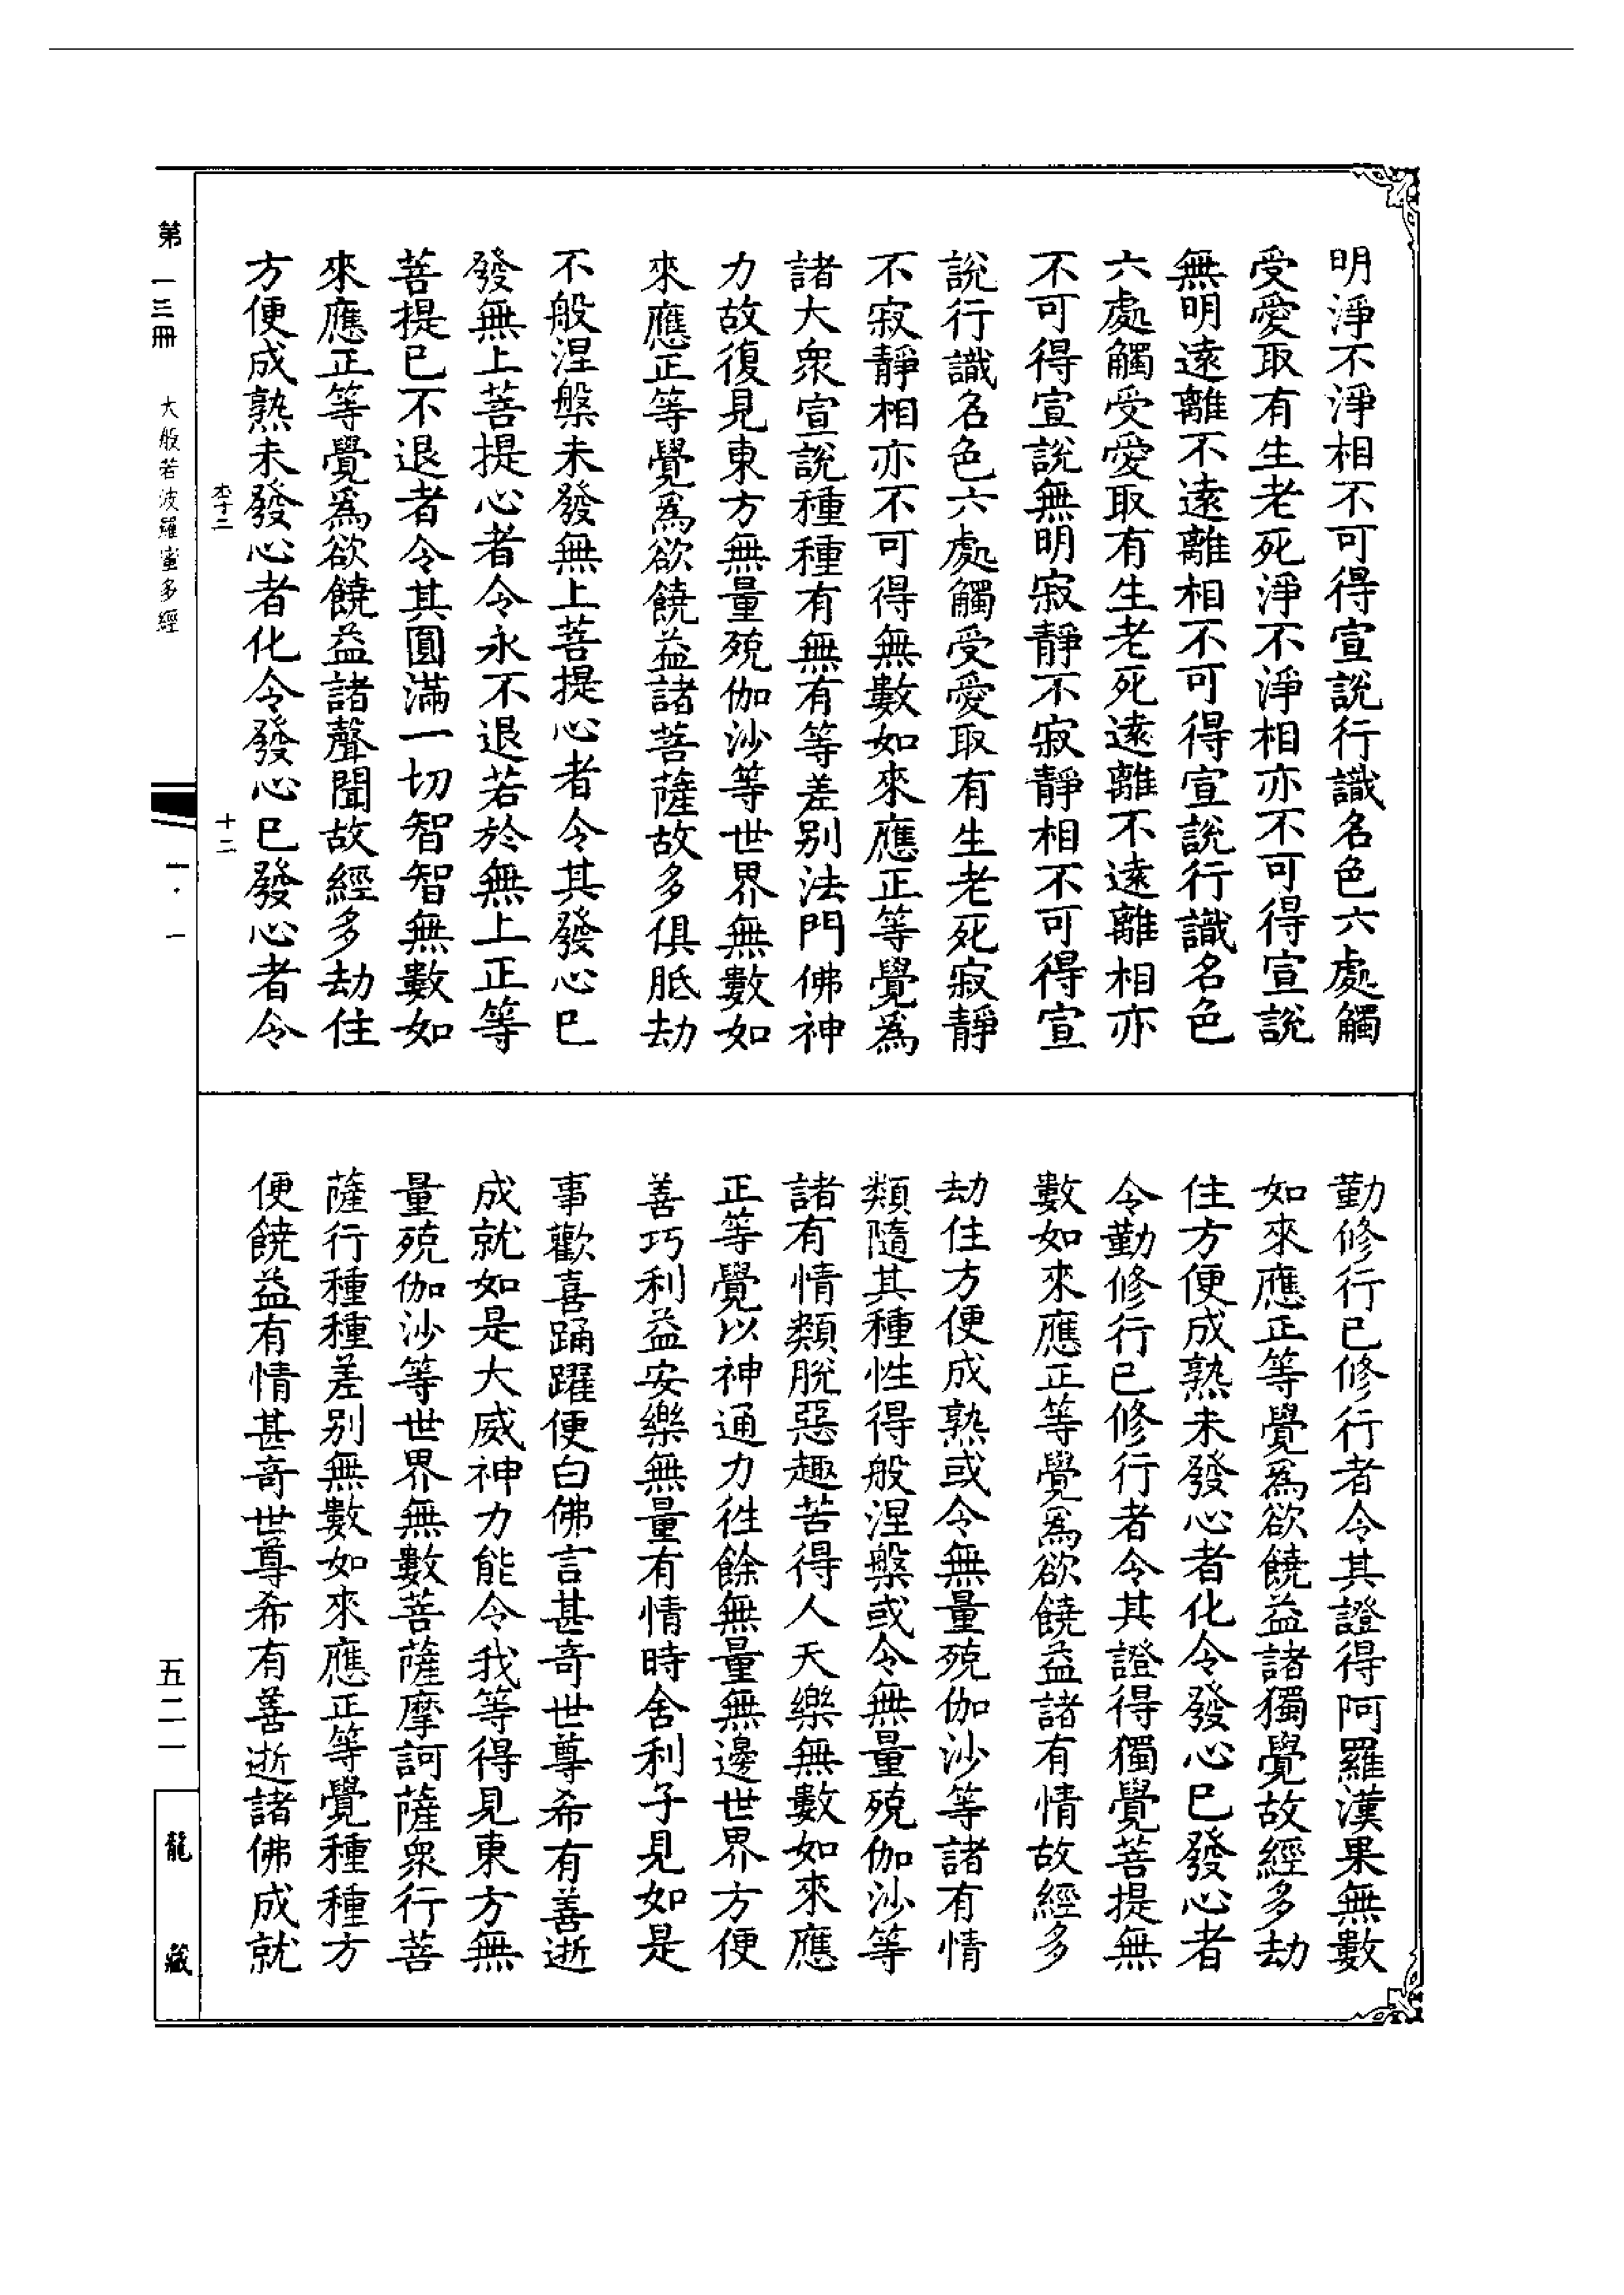 明淨不淨相不可得宣說行識名色六處觸
受愛取有生老死淨不淨相亦不可得宣說
無明遠離不遠離相不可得宣說行識名色
六處觸受愛取有生老死遠離不遠離相亦
不可得宣說無明寂靜不寂靜相不可得宣
說行識名色六處觸受愛取有生老死寂靜
不寂靜相亦不可得無數如來應正等覺為
諸大衆宣說種種有無有等差別法門佛神
力故復見東方無量殑伽沙等世界無數如
來應正等覺為欲饒益諸菩薩故多俱胝劫
不般涅槃未發無上菩提心者令其發心已
發無上菩提心者令永不退若於無上正等
菩提已不退者令其圓滿一切智智無數如
來應正等覺為欲饒益諸聲聞故經多劫住
方便成熟未發心者化令發心已發心者令
勤修行已修行者令其證得阿羅漢果無數
如來應正等覺為欲饒益諸獨覺故經多劫
住方便成熟未發心者化令發心已發心者
令勤修行已修行者令其證得獨覺菩提無
數如來應正等覺為欲饒益諸有情故經多
劫住方便成熟或令無量殑伽沙等諸有情
類隨其種性得般涅槃或令無量殑伽沙等
諸有情類脫惡趣苦得人天樂無數如來應
正等覺以神通力往餘無量無邊世界方便
善巧利益安樂無量有情時舍利子見如是
事歡喜踊躍便白佛言甚奇世尊希有善逝
成就如是大威神力能令我等得見東方無
量殑伽沙等世界無數菩薩摩訶薩衆行菩
薩行種種差別無數如來應正等覺種種方
便饒益有情甚奇世尊希有善逝諸佛成就
十二
第一三冊
大般若波羅蜜多經
一·一
五二一
龍藏